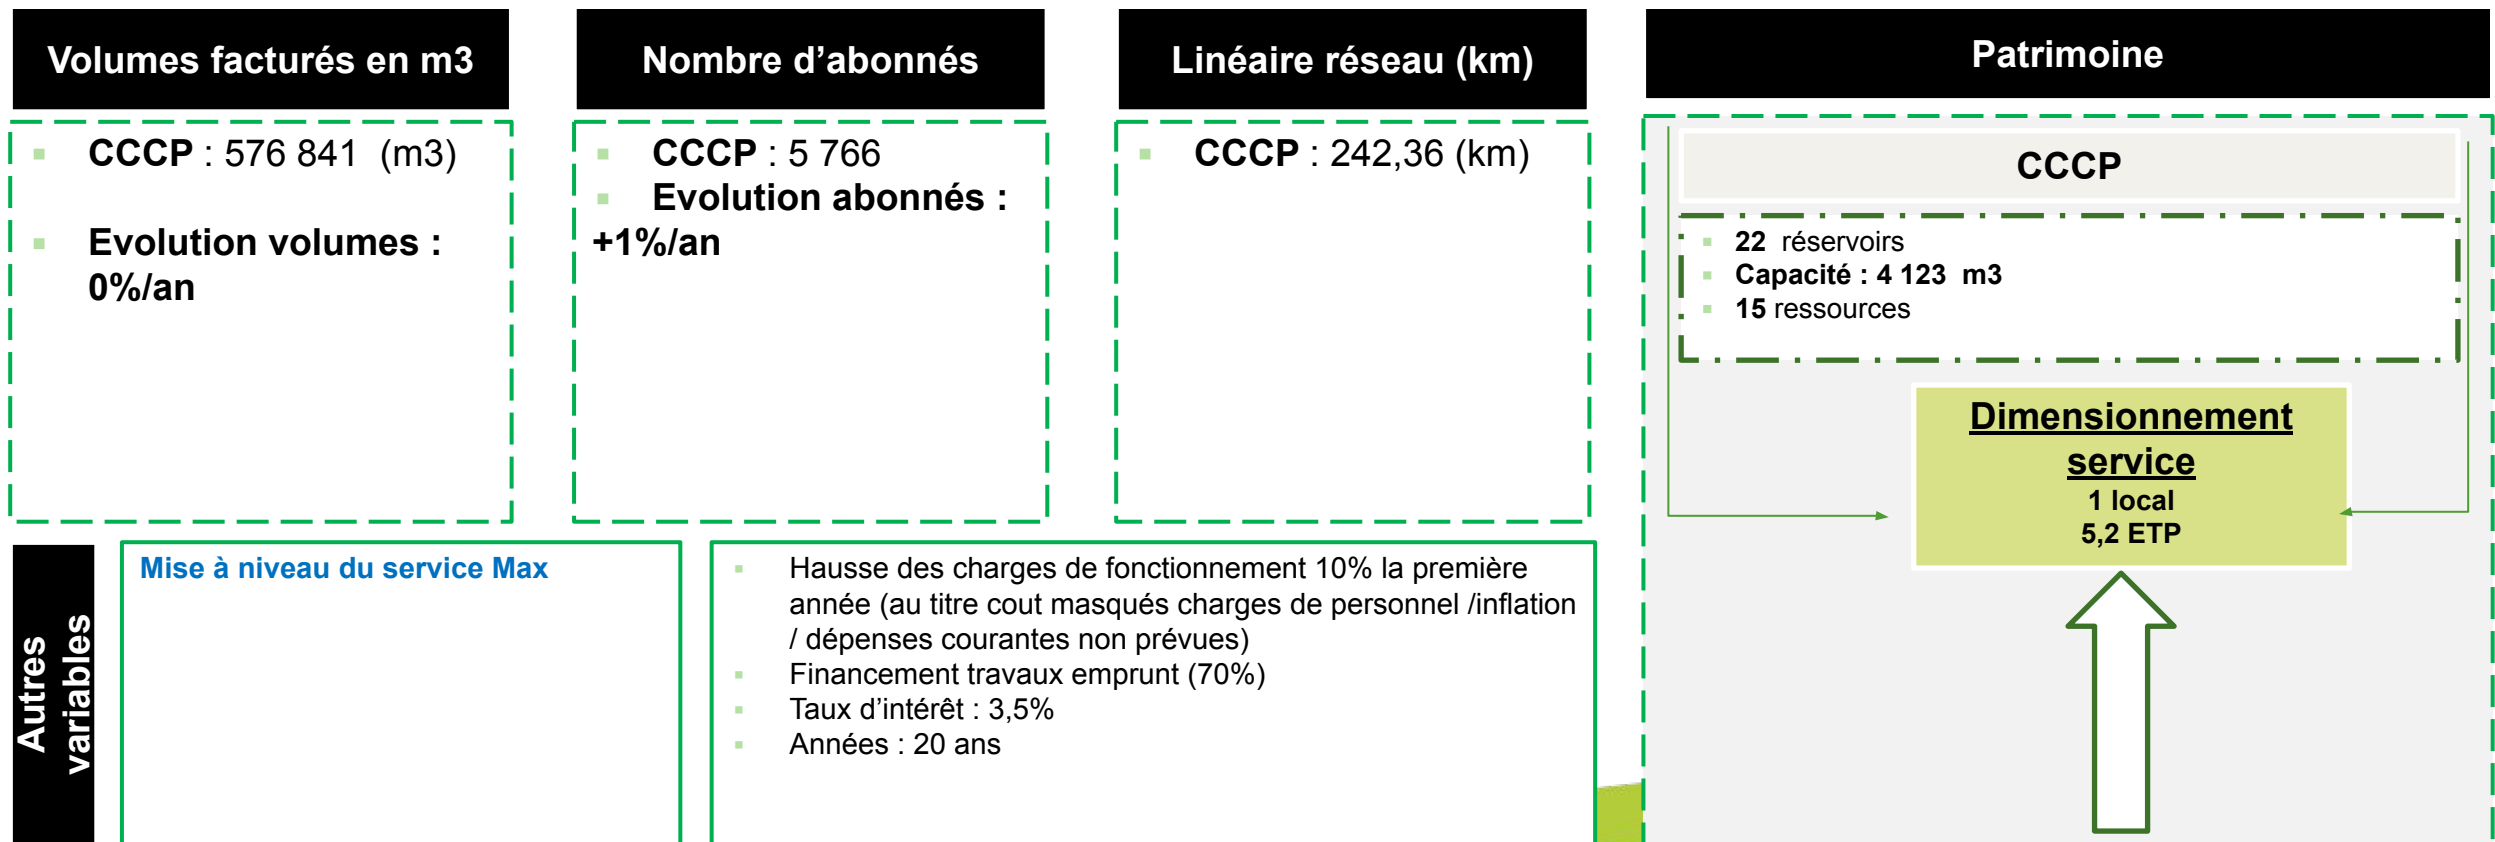 Volumes facturés en m3
CCCP : 576 841 (m3)
Evolution volumes :
0%/an
Nombre d’abonnés
CCCP : 5 766
Evolution abonnés :
+1%/an
Linéaire réseau (km)
CCCP : 242,36 (km)
Patrimoine
CCCP
22 réservoirs
Capacité : 4 123 m3
15 ressources
Dimensionnement
service
1 local
5,2 ETP
Autres
variables
Mise à niveau du service Max
Hausse des charges de fonctionnement 10% la première
année (au titre cout masqués charges de personnel /inflation
/ dépenses courantes non prévues)
Financement travaux emprunt (70%)
Taux d’intérêt : 3,5%
Années : 20 ans